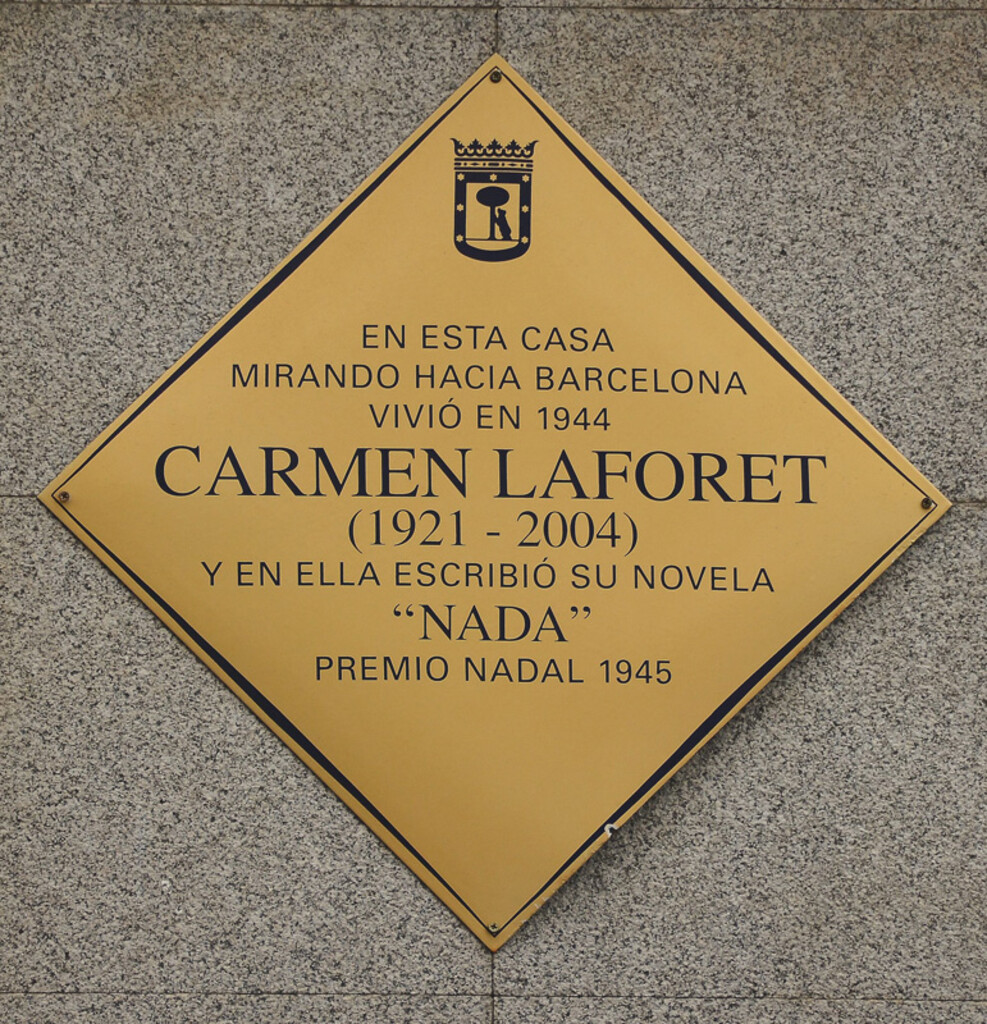 EN ESTA CASA
MIRANDO HACIA BARCELONA
VIVIÓ EN 1944
CARMEN LAFORET
(1921 - 2004)
Y EN ELLA ESCRIBIÓ SU NOVELA
“NADA”
PREMIO NADAL 1945